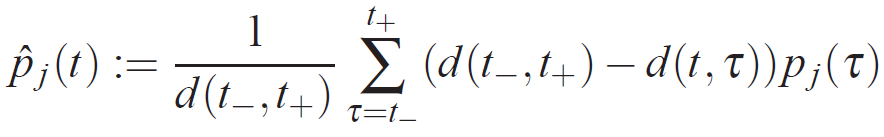 \hat{p}_j(t) := \frac{1}{d(t_-,t_+)} \sum_{\tau=t_-}^{t_+} (d(t_-,t_+) - d(t,\tau)) p_j(\tau)